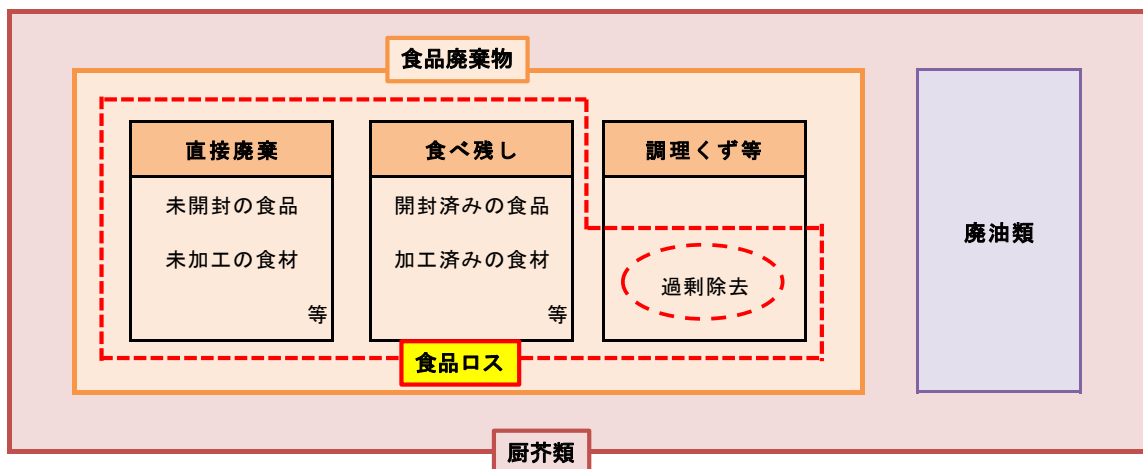 食品廃棄物
直接廃棄
未開封の食品
未加工の食材
等
食べ残し
開封済みの食品
加工済みの食材
等
調理くず等
過剰除去
食品ロス
廃油類
厨芥類